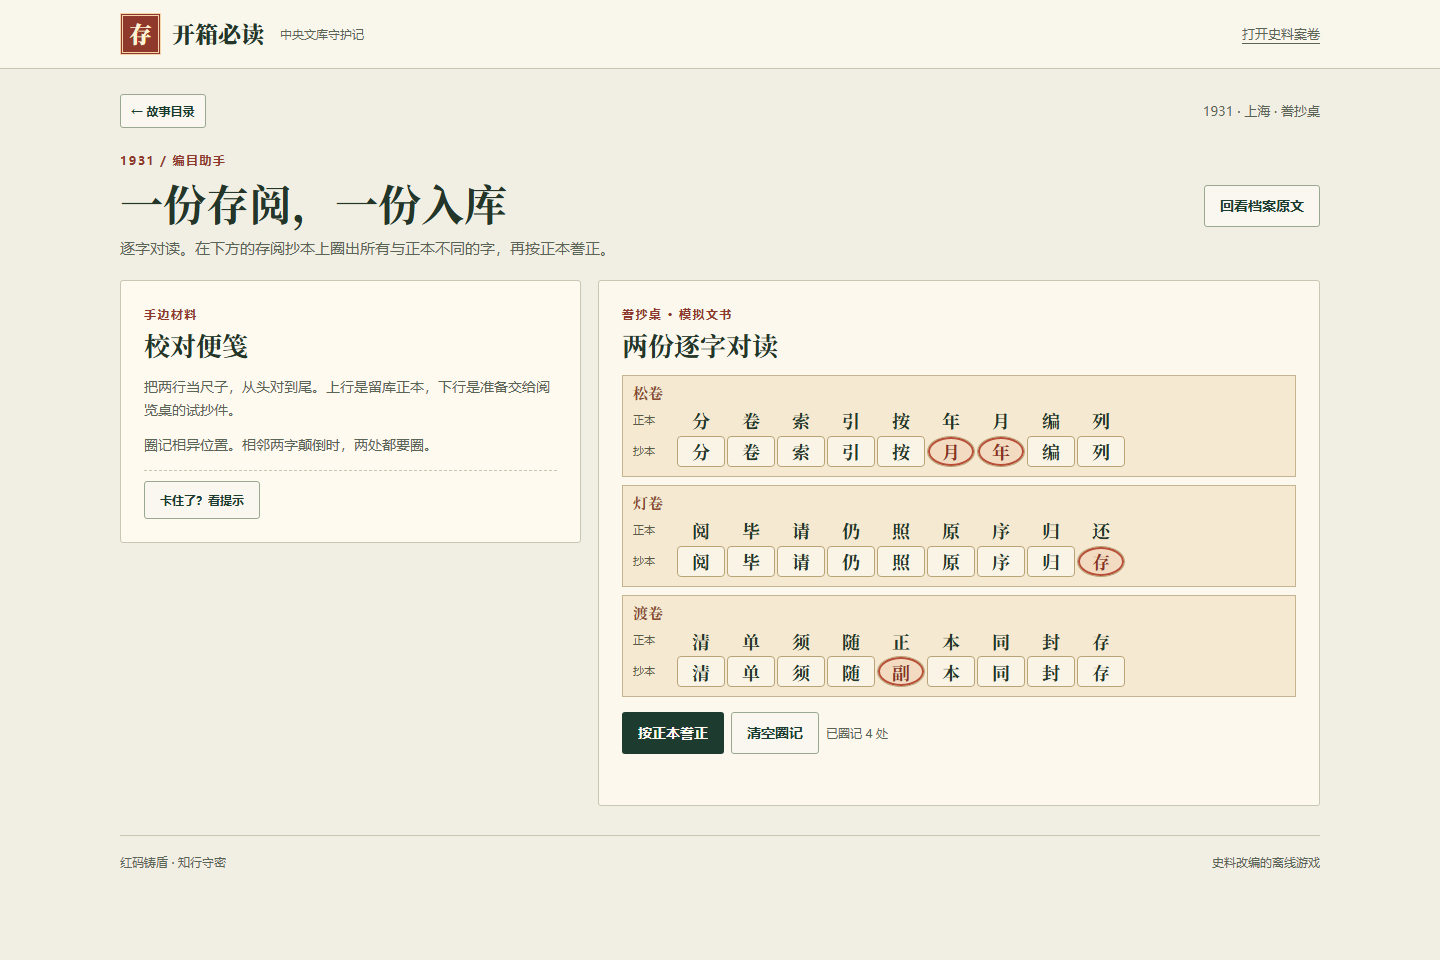 存 开箱必读 中央文库守护记 打开史料案卷
← 故事目录 1931 · 上海 · 誊抄桌
1931 / 编目助手
一份存阅，一份入库
回看档案原文
逐字对读。在下方的存阅抄本上圈出所有与正本不同的字，再按正本誊正。
手边材料
校对便笺
把两行当尺子，从头对到尾。上行是留库正本，下行是准备交给阅
览桌的试抄件。
圈记相异位置。相邻两字颠倒时，两处都要圈。
卡住了？看提示
誊抄桌 • 模拟文书
两份逐字对读
松卷
正本 分 卷 索 引 按 年 月 编 列
抄本 分 卷 索 引 按 月 年 编 列
灯卷
正本 阅 毕 请 仍 照 原 序 归 还
抄本 阅 毕 请 仍 照 原 序 归 存
渡卷
正本 清 单 须 随 正 本 同 封 存
抄本 清 单 须 随 副 本 同 封 存
按正本誊正 清空圈记 已圈记 4 处
红码铸盾 · 知行守密 史料改编的离线游戏